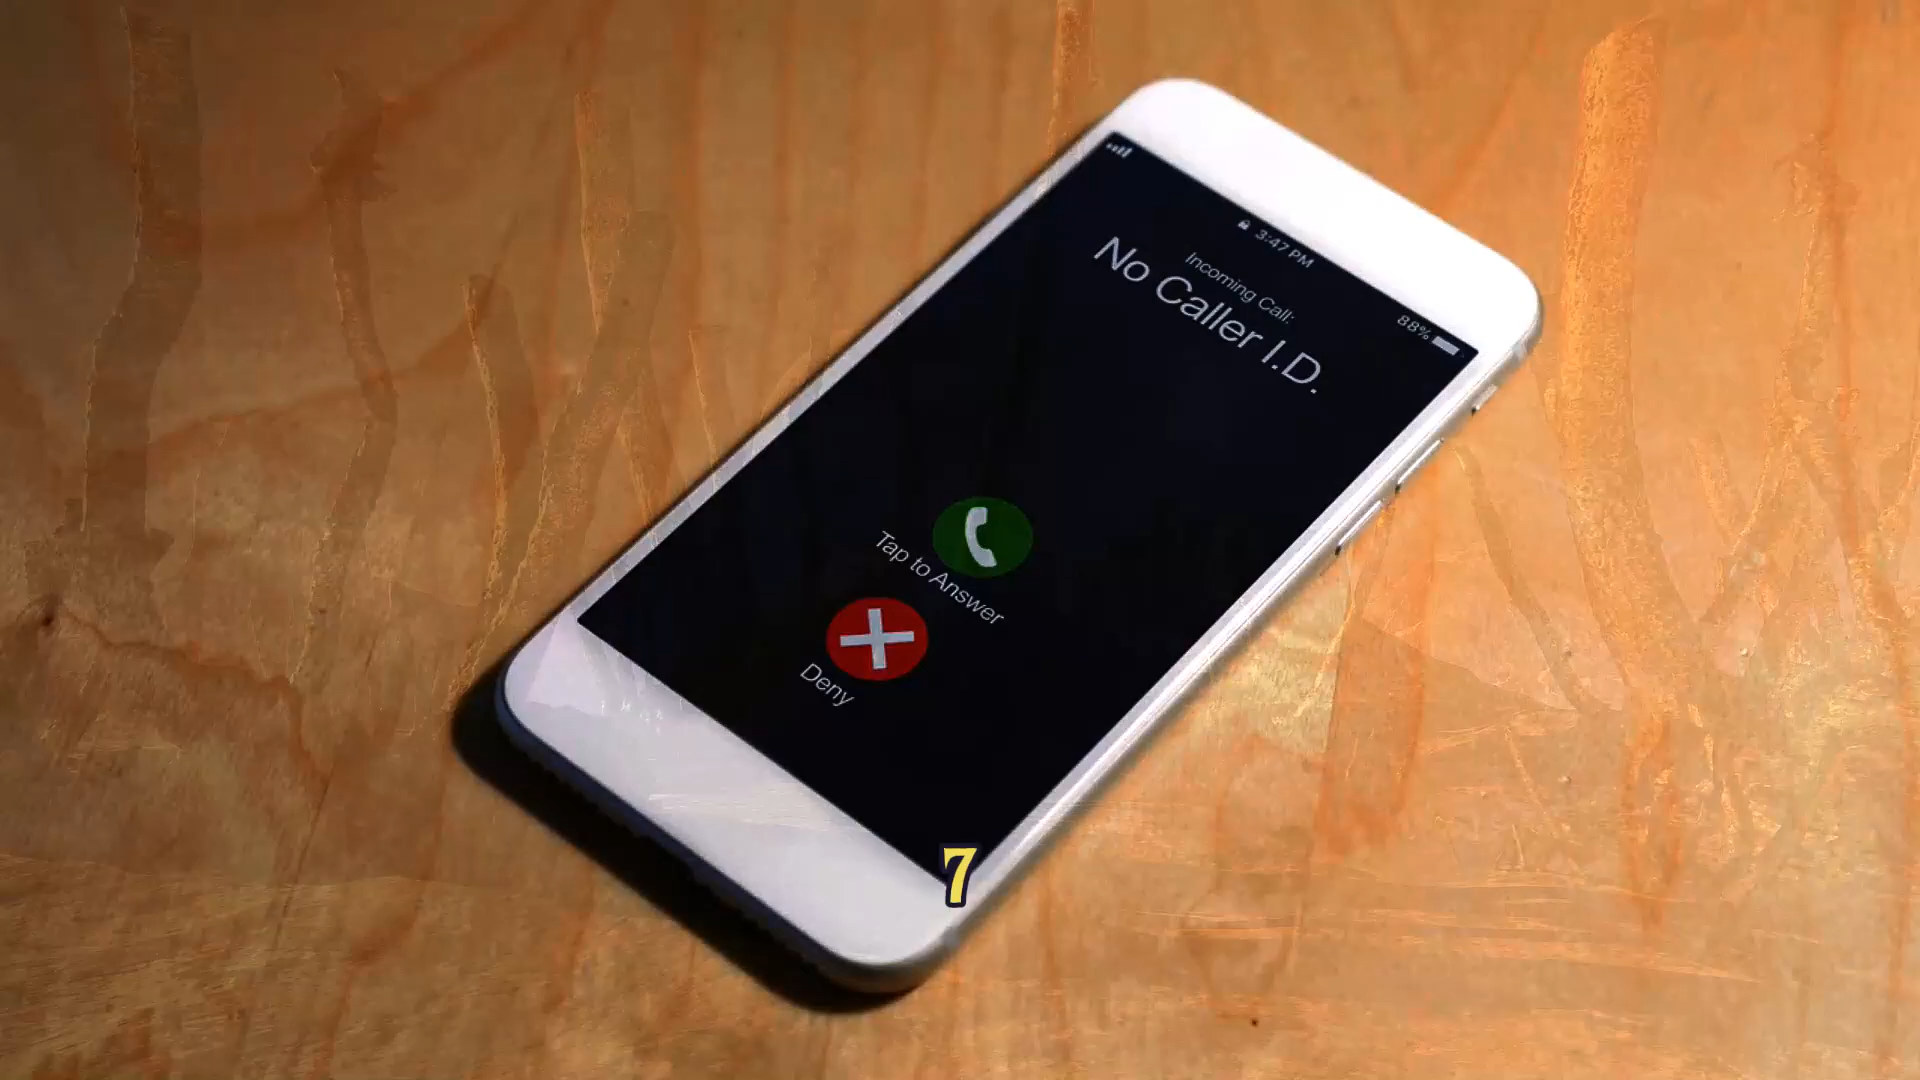 3:47 PM
88%
Incoming Call:
No Caller I.D.
Tap to Answer
Deny
7